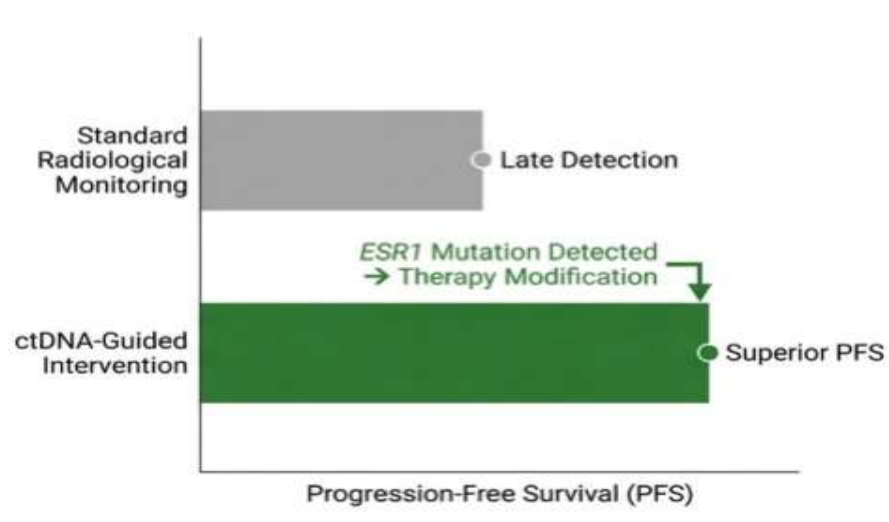 Standard
Radiological
Monitoring
Late Detection
ESR1 Mutation Detected
→ Therapy Modification
ctDNA-Guided
Intervention
Superior PFS
Progression-Free Survival (PFS)